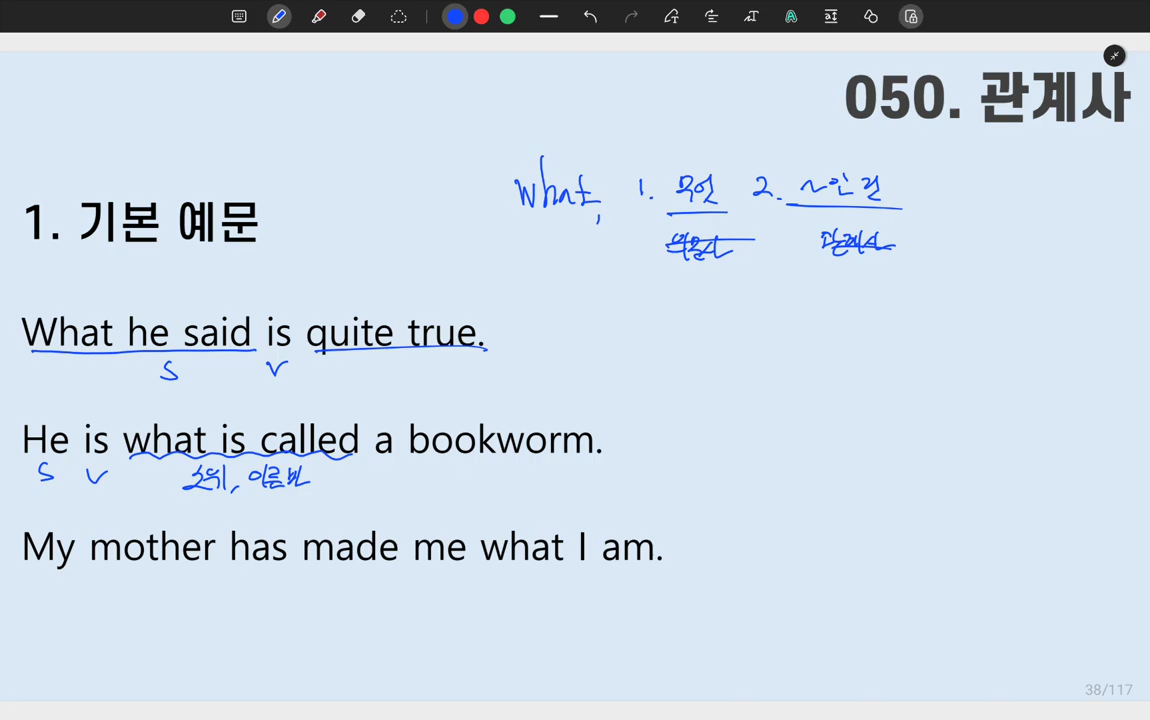 050. 관계사
What, 1. 무엇 2. ~인 것
의문사 관계사
1. 기본 예문
What he said is quite true.
S V
He is what is called a bookworm.
S V 소위, 이름바
My mother has made me what I am.
38/117